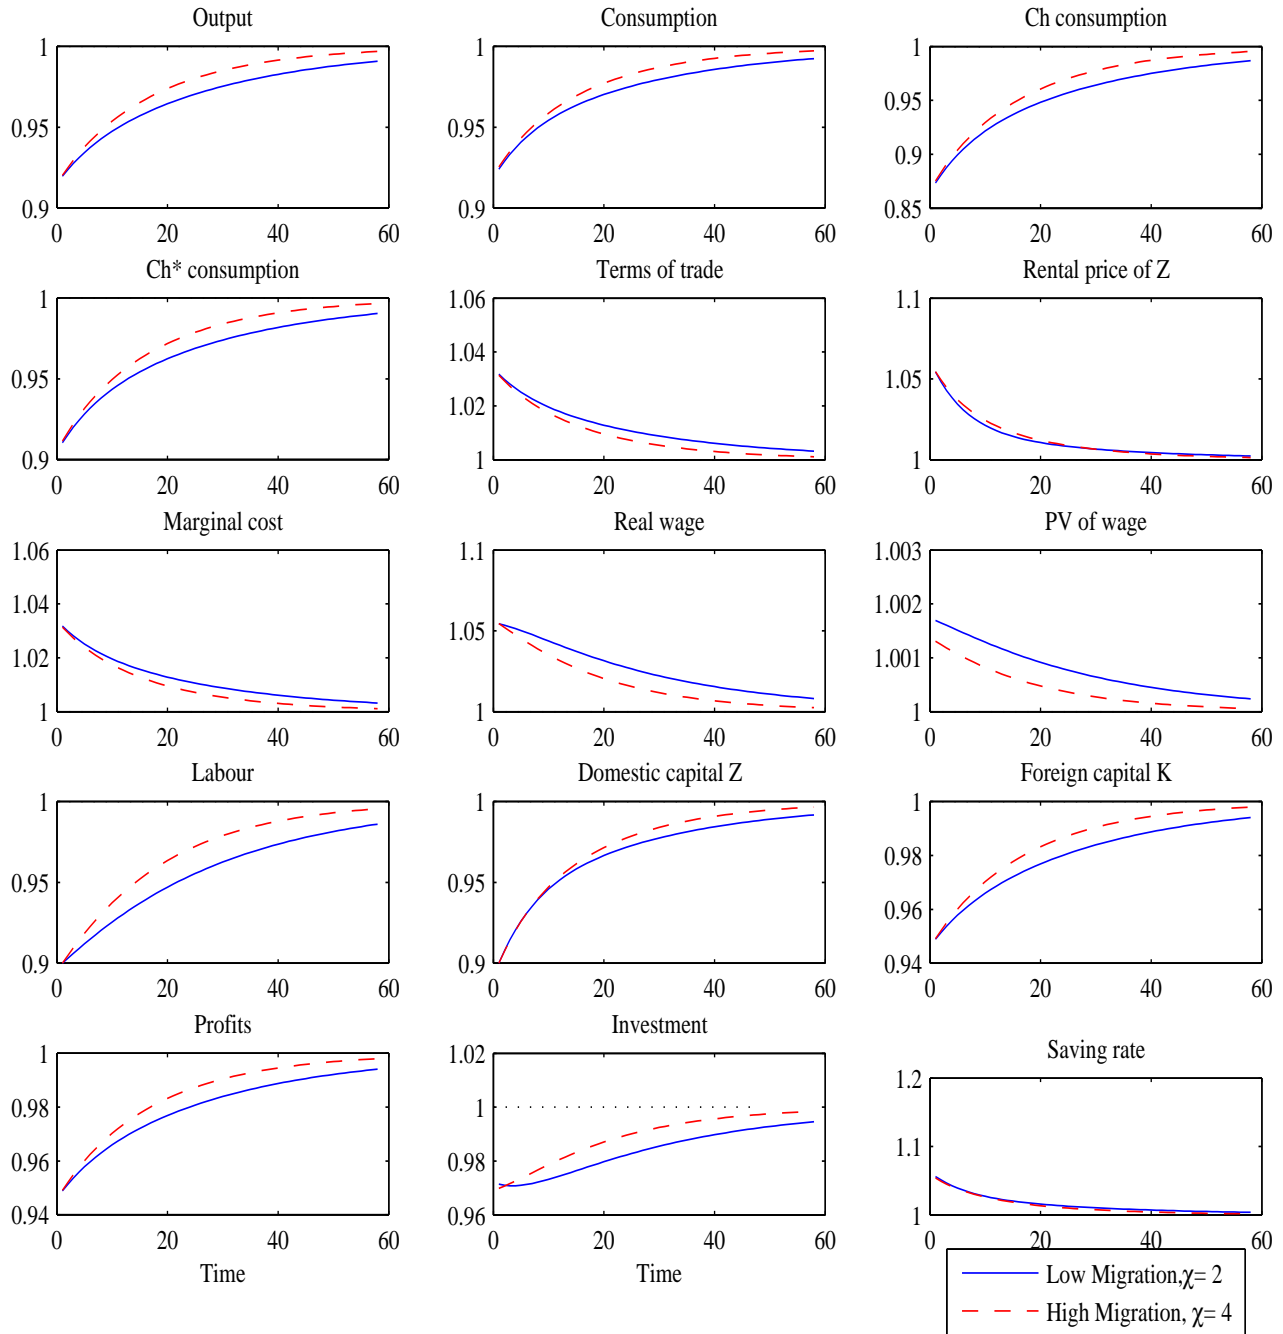 Output
Consumption
Ch consumption
1
0.95
0.9
0 20 40 60
1
0.95
0.9
0 20 40 60
1
0.95
0.9
0.85
0 20 40 60
Ch* consumption
Terms of trade
Rental price of Z
1
0.95
0.9
0 20 40 60
1.06
1.04
1.02
1
0 20 40 60
1.1
1.05
1
0 20 40 60
Marginal cost
Real wage
PV of wage
1.06
1.04
1.02
1
0 20 40 60
1.1
1.05
1
0 20 40 60
1.003
1.002
1.001
1
0 20 40 60
Labour
Domestic capital Z
Foreign capital K
1
0.95
0.9
0 20 40 60
1
0.95
0.9
0 20 40 60
1
0.98
0.96
0.94
0 20 40 60
Profits
Investment
Saving rate
1
0.98
0.96
0.94
0 20 40 60
Time
1.02
1
0.98
0.96
0 20 40 60
Time
1.2
1.1
1
0 20 40 60
Low Migration,χ= 2
High Migration, χ= 4